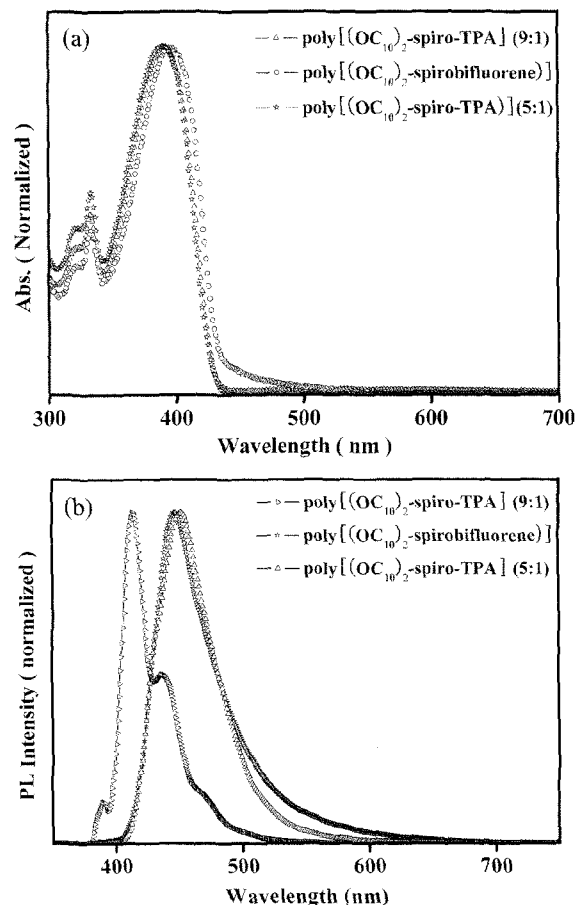 (a)
—△— poly[(OC₁₀)₂-spiro-TPA] (9:1)
—○— poly[(OC₁₀)₂-spirobifluorene)]
···☆··· poly[(OC₁₀)₂-spiro-TPA)](5:1)
Abs. ( Normalized )
300 400 500 600 700
Wavelength ( nm )
(b)
—▷— poly[(OC₁₀)₂-spiro-TPA] (9:1)
—☆— poly[(OC₁₀)₂-spirobifluorene)]
—△— poly[(OC₁₀)₂-spiro-TPA] (5:1)
PL Intensity ( normalized )
400 500 600 700
Wavelength (nm)